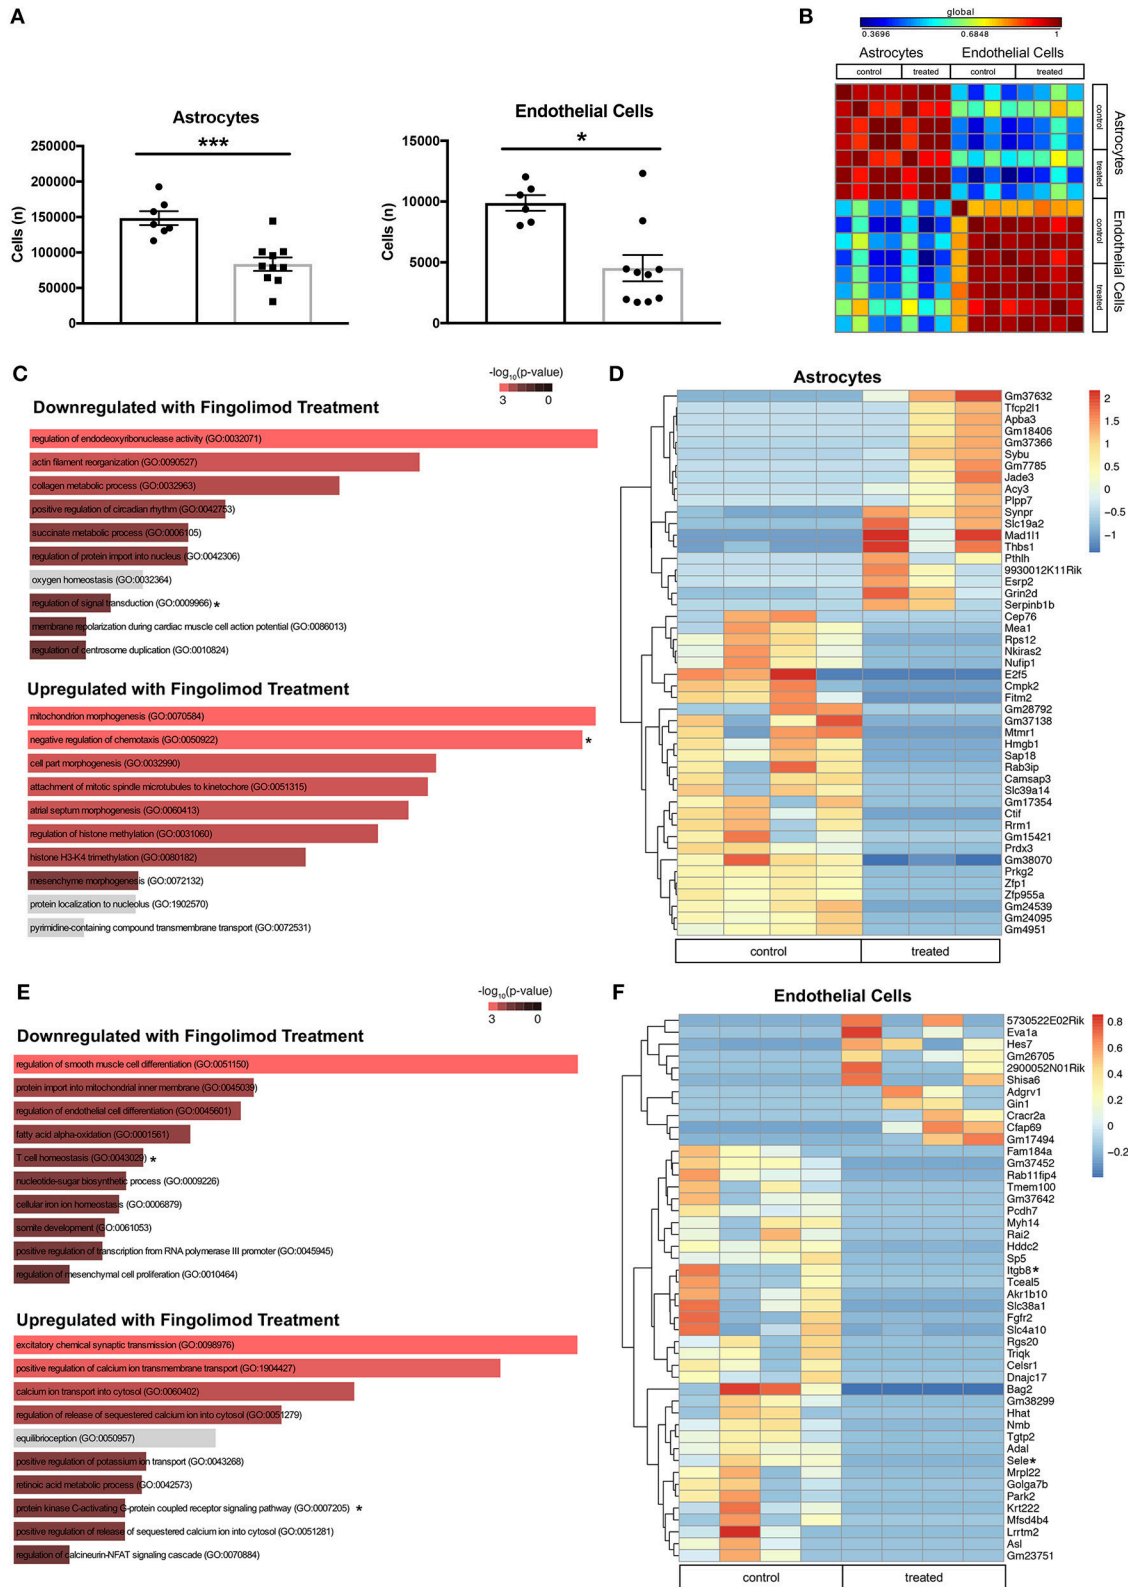 A
Astrocytes
***
250000
200000
150000
100000
50000
0
Cells (n)
Endothelial Cells
*
15000
10000
5000
0
Cells (n)
B
global
0.3696
0.6848
1
Astrocytes
Endothelial Cells
control
treated
control
treated
control
treated
control
treated
Astrocytes
Endothelial Cells
C
-log10(p-value)
3
0
Downregulated with Fingolimod Treatment
regulation of endodeoxyribonuclease activity (GO:0032071)
actin filament reorganization (GO:0090527)
collagen metabolic process (GO:0032963)
positive regulation of circadian rhythm (GO:0042753)
succinate metabolic process (GO:0006105)
regulation of protein import into nucleus (GO:0042306)
oxygen homeostasis (GO:0032364)
regulation of signal transduction (GO:0009966) *
membrane repolarization during cardiac muscle cell action potential (GO:0086013)
regulation of centrosome duplication (GO:0010824)
Upregulated with Fingolimod Treatment
mitochondrion morphogenesis (GO:0070584)
negative regulation of chemotaxis (GO:0050922) *
cell part morphogenesis (GO:0032990)
attachment of mitotic spindle microtubules to kinetochore (GO:0051315)
atrial septum morphogenesis (GO:0060413)
regulation of histone methylation (GO:0031060)
histone H3-K4 trimethylation (GO:0080182)
mesenchyme morphogenesis (GO:0072132)
protein localization to nucleolus (GO:1902570)
pyrimidine-containing compound transmembrane transport (GO:0072531)
D
Astrocytes
Gm37632
Tfcp2l1
Apba3
Gm18406
Gm37366
Sybu
Gm7785
Jade3
Acy3
Plpp7
Synpr
Slc19a2
Mad1l1
Thbs1
Pthlh
9930012K11Rik
Esrp2
Grin2d
Serpinb1b
Cep76
Mea1
Rps12
Nkiras2
Nufip1
E2f5
Cmpk2
Fitm2
Gm28792
Gm37138
Mtmr1
Hmgb1
Sap18
Rab3ip
Camsap3
Slc39a14
Gm17354
Ctif
Rrm1
Gm15421
Prdx3
Gm38070
Prkg2
Zfp1
Zfp955a
Gm24539
Gm24095
Gm4951
2
1.5
1
0.5
0
−0.5
−1
control
treated
E
-log10(p-value)
3
0
Downregulated with Fingolimod Treatment
regulation of smooth muscle cell differentiation (GO:0051150)
protein import into mitochondrial inner membrane (GO:0045039)
regulation of endothelial cell differentiation (GO:0045601)
fatty acid alpha-oxidation (GO:0001561)
T cell homeostasis (GO:0043029) *
nucleotide-sugar biosynthetic process (GO:0009226)
cellular iron ion homeostasis (GO:0006879)
somite development (GO:0061053)
positive regulation of transcription from RNA polymerase III promoter (GO:0045945)
regulation of mesenchymal cell proliferation (GO:0010464)
Upregulated with Fingolimod Treatment
excitatory chemical synaptic transmission (GO:0098976)
positive regulation of calcium ion transmembrane transport (GO:1904427)
calcium ion transport into cytosol (GO:0060402)
regulation of release of sequestered calcium ion into cytosol (GO:0051279)
equilibrioception (GO:0050957)
positive regulation of potassium ion transport (GO:0043268)
retinoic acid metabolic process (GO:0042573)
protein kinase C-activating G-protein coupled receptor signaling pathway (GO:0007205) *
positive regulation of release of sequestered calcium ion into cytosol (GO:0051281)
regulation of calcineurin-NFAT signaling cascade (GO:0070884)
F
Endothelial Cells
5730522E02Rik
Eva1a
Hes7
Gm26705
2900052N01Rik
Shisa6
Adgrv1
Gin1
Cracr2a
Cfap69
Gm17494
Fam184a
Gm37452
Rab11fip4
Tmem100
Gm37642
Pcdh7
Myh14
Rai2
Hddc2
Sp5
Itgb8*
Tceal5
Akr1b10
Slc38a1
Fgfr2
Slc4a10
Rgs20
Triqk
Celsr1
Dnajc17
Bag2
Gm38299
Hhat
Nmb
Tgtp2
Adal
Sele*
Mrpl22
Golga7b
Park2
Krt222
Mfsd4b4
Lrrtm2
Asl
Gm23751
0.8
0.6
0.4
0.2
0
−0.2
control
treated